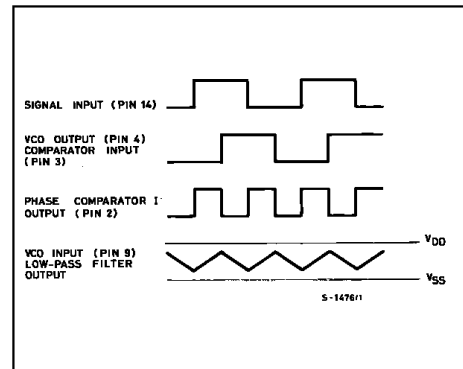 SIGNAL INPUT (PIN 14)
VCO OUTPUT (PIN 4)
COMPARATOR INPUT
(PIN 3)
PHASE COMPARATOR I
OUTPUT (PIN 2)
VCO INPUT (PIN 9)
LOW-PASS FILTER
OUTPUT
VDD
VSS
S-1476/1